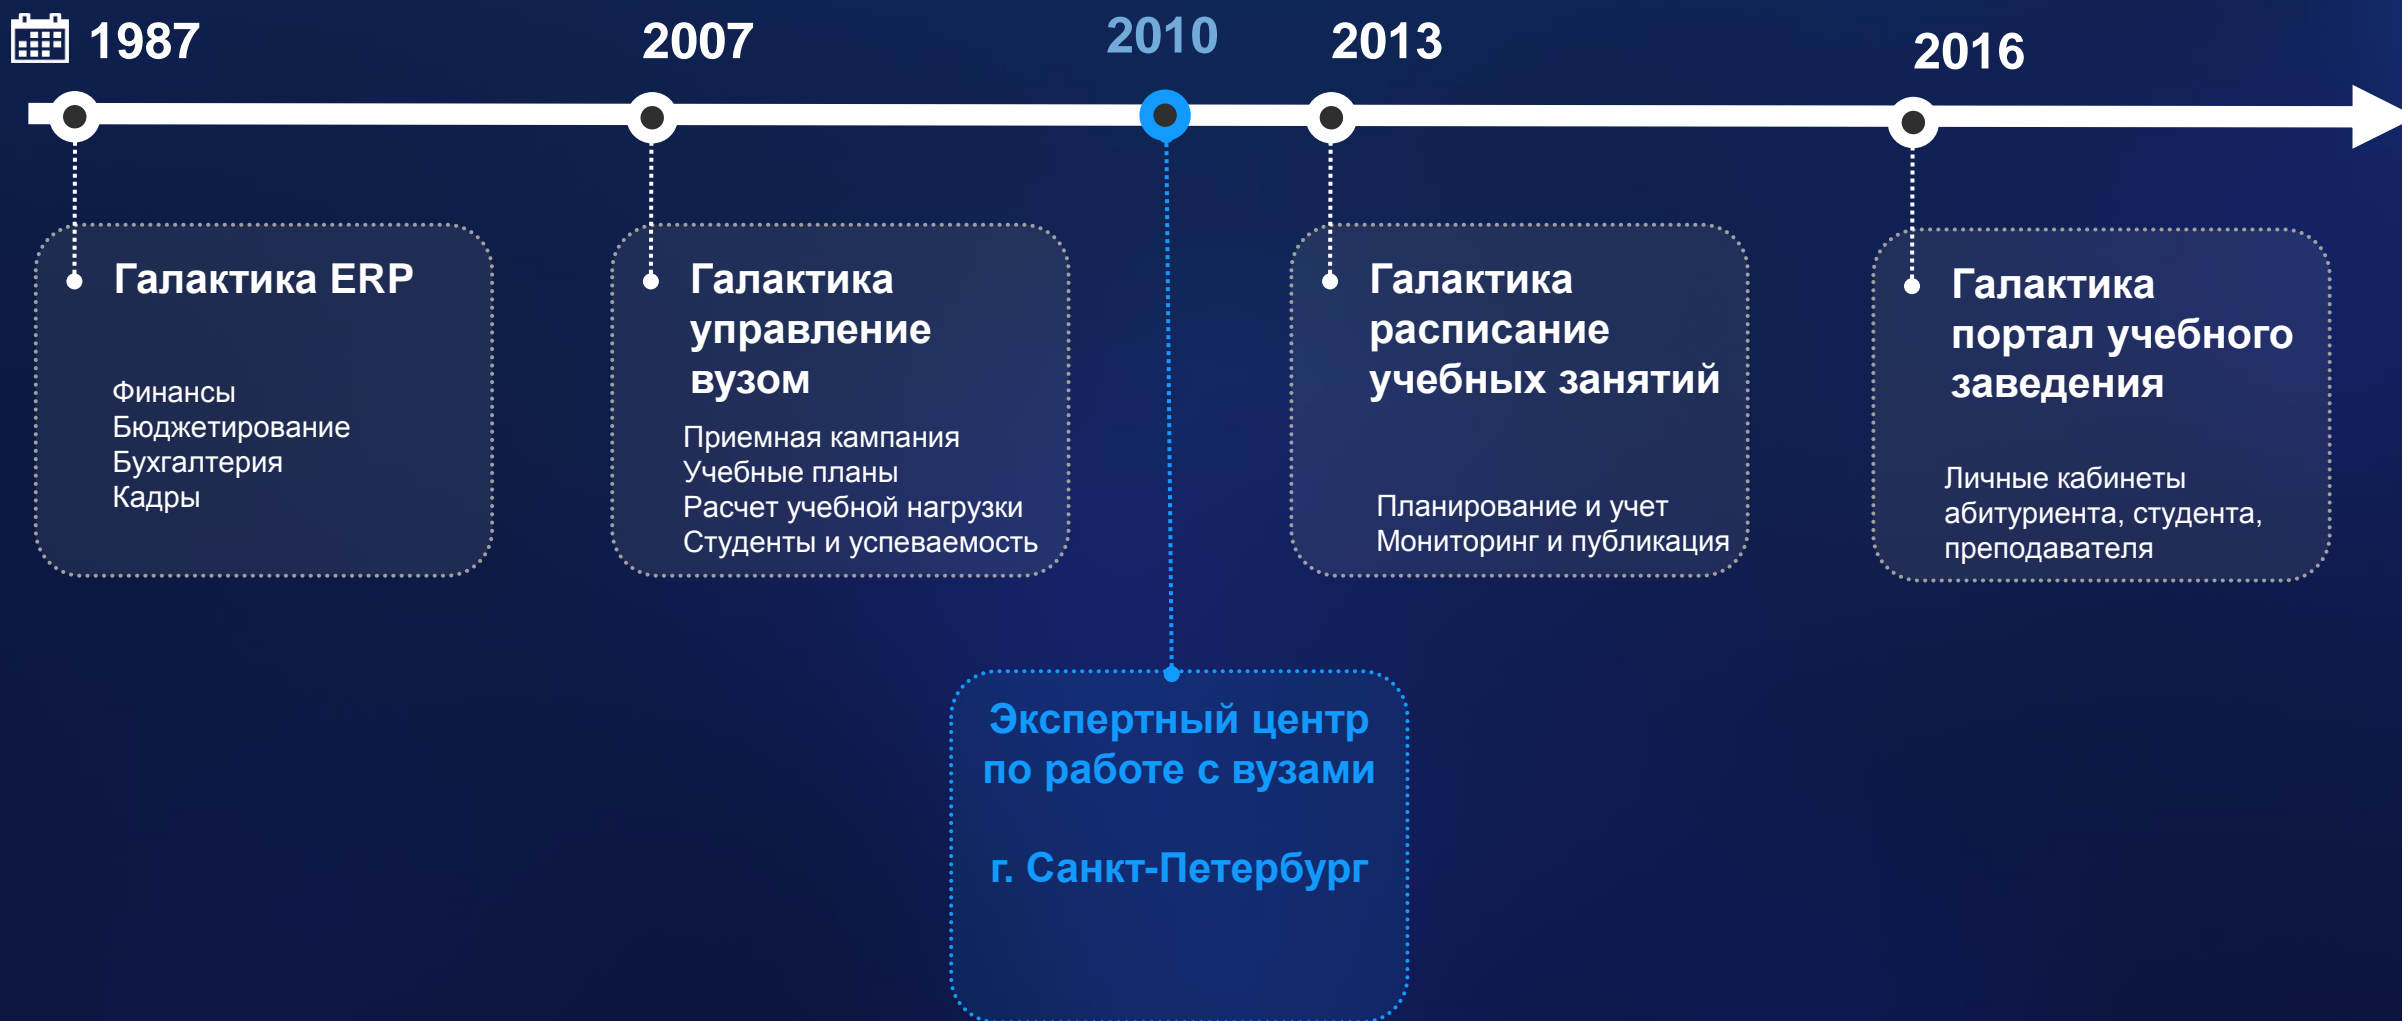 1987
2007
2010
2013
2016
Галактика ERP
Финансы
Бюджетирование
Бухгалтерия
Кадры
Галактика
управление
вузом
Приемная кампания
Учебные планы
Расчет учебной нагрузки
Студенты и успеваемость
Галактика
расписание
учебных занятий
Планирование и учет
Мониторинг и публикация
Галактика
портал учебного
заведения
Личные кабинеты
абитуриента, студента,
преподавателя
Экспертный центр
по работе с вузами
г. Санкт-Петербург